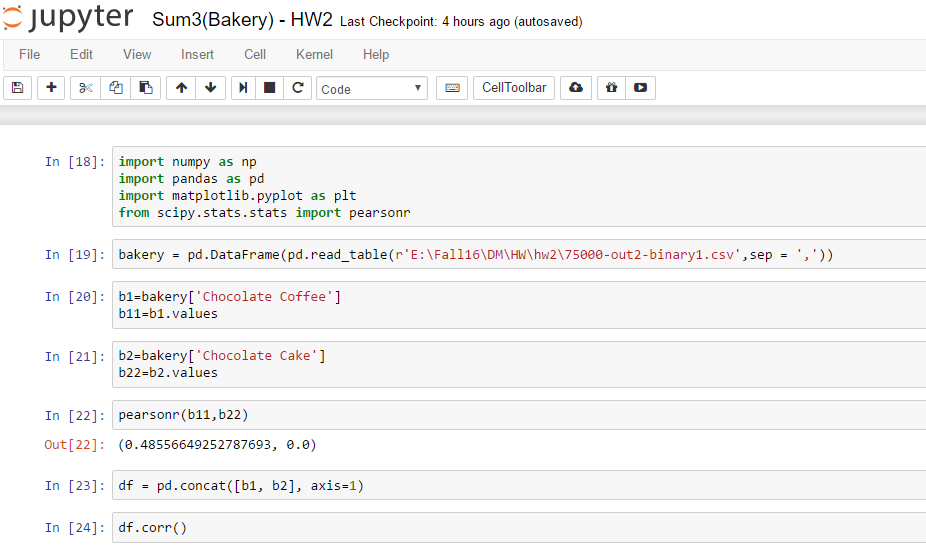 jupyter Sum3(Bakery) - HW2 Last Checkpoint: 4 hours ago (autosaved)
File Edit View Insert Cell Kernel Help
Code CellToolbar
In [18]: import numpy as np
import pandas as pd
import matplotlib.pyplot as plt
from scipy.stats.stats import pearsonr
In [19]: bakery = pd.DataFrame(pd.read_table(r'E:\Fall16\DM\HW\hw2\75000-out2-binary1.csv',sep = ','))
In [20]: b1=bakery['Chocolate Coffee']
b11=b1.values
In [21]: b2=bakery['Chocolate Cake']
b22=b2.values
In [22]: pearsonr(b11,b22)
Out[22]: (0.48556649252787693, 0.0)
In [23]: df = pd.concat([b1, b2], axis=1)
In [24]: df.corr()